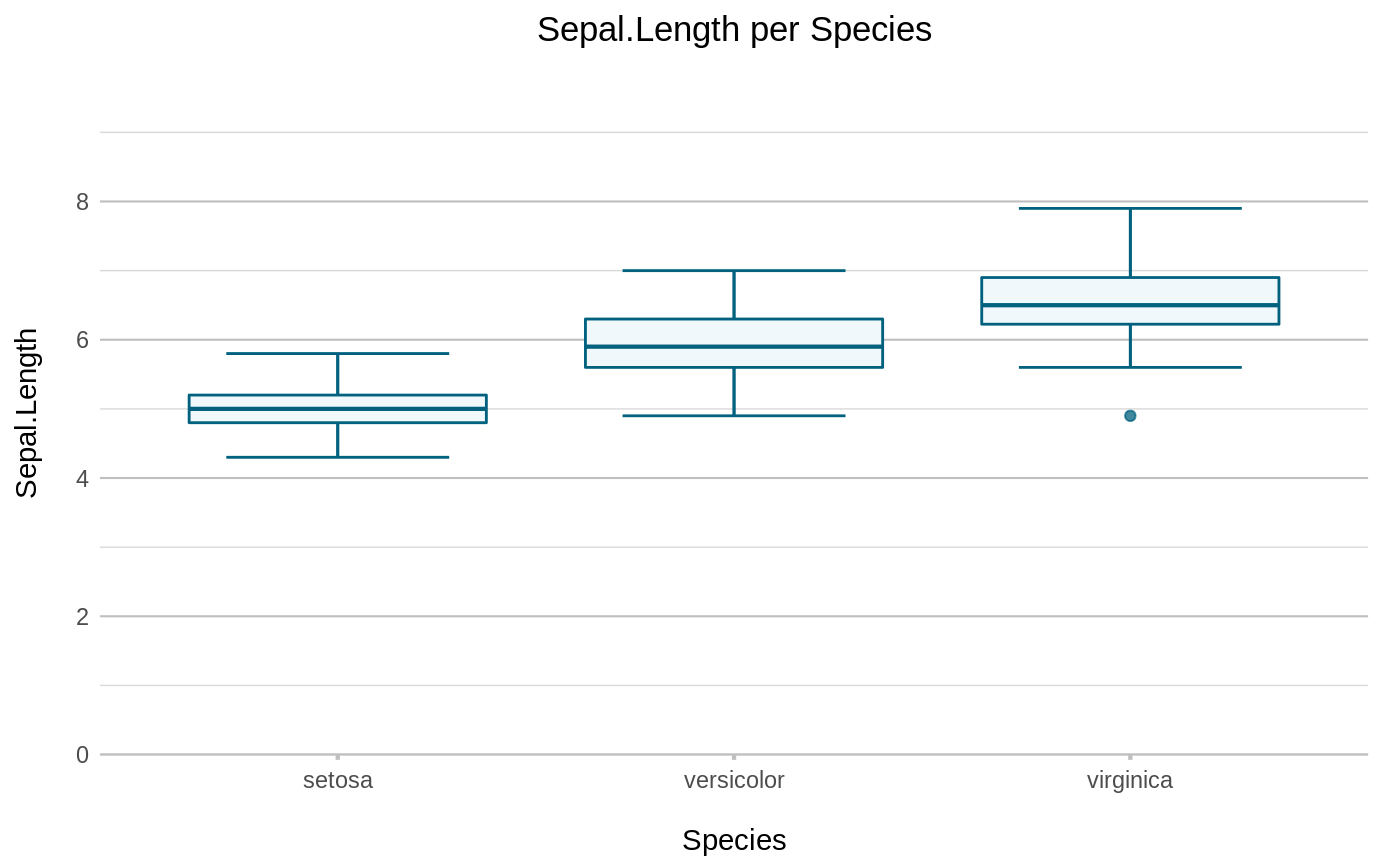 Sepal.Length per Species
Sepal.Length
8
6
4
2
0
setosa
versicolor
virginica
Species